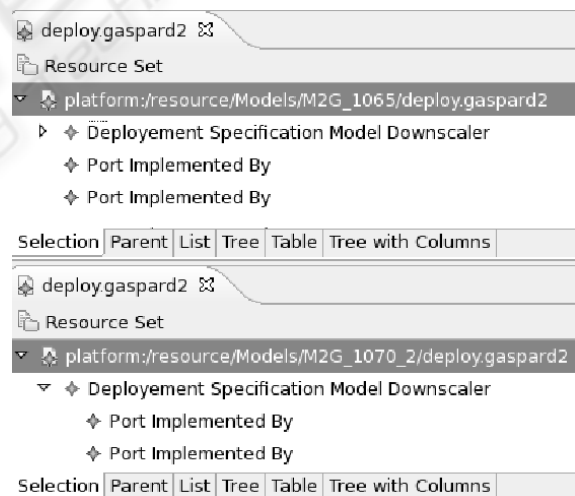 deploy.gaspard2
Resource Set
platform:/resource/Models/M2G_1065/deploy.gaspard2
Deployement Specification Model Downscaler
Port Implemented By
Port Implemented By
Selection Parent List Tree Table Tree with Columns
deploy.gaspard2
Resource Set
platform:/resource/Models/M2G_1070_2/deploy.gaspard2
Deployement Specification Model Downscaler
Port Implemented By
Port Implemented By
Selection Parent List Tree Table Tree with Columns